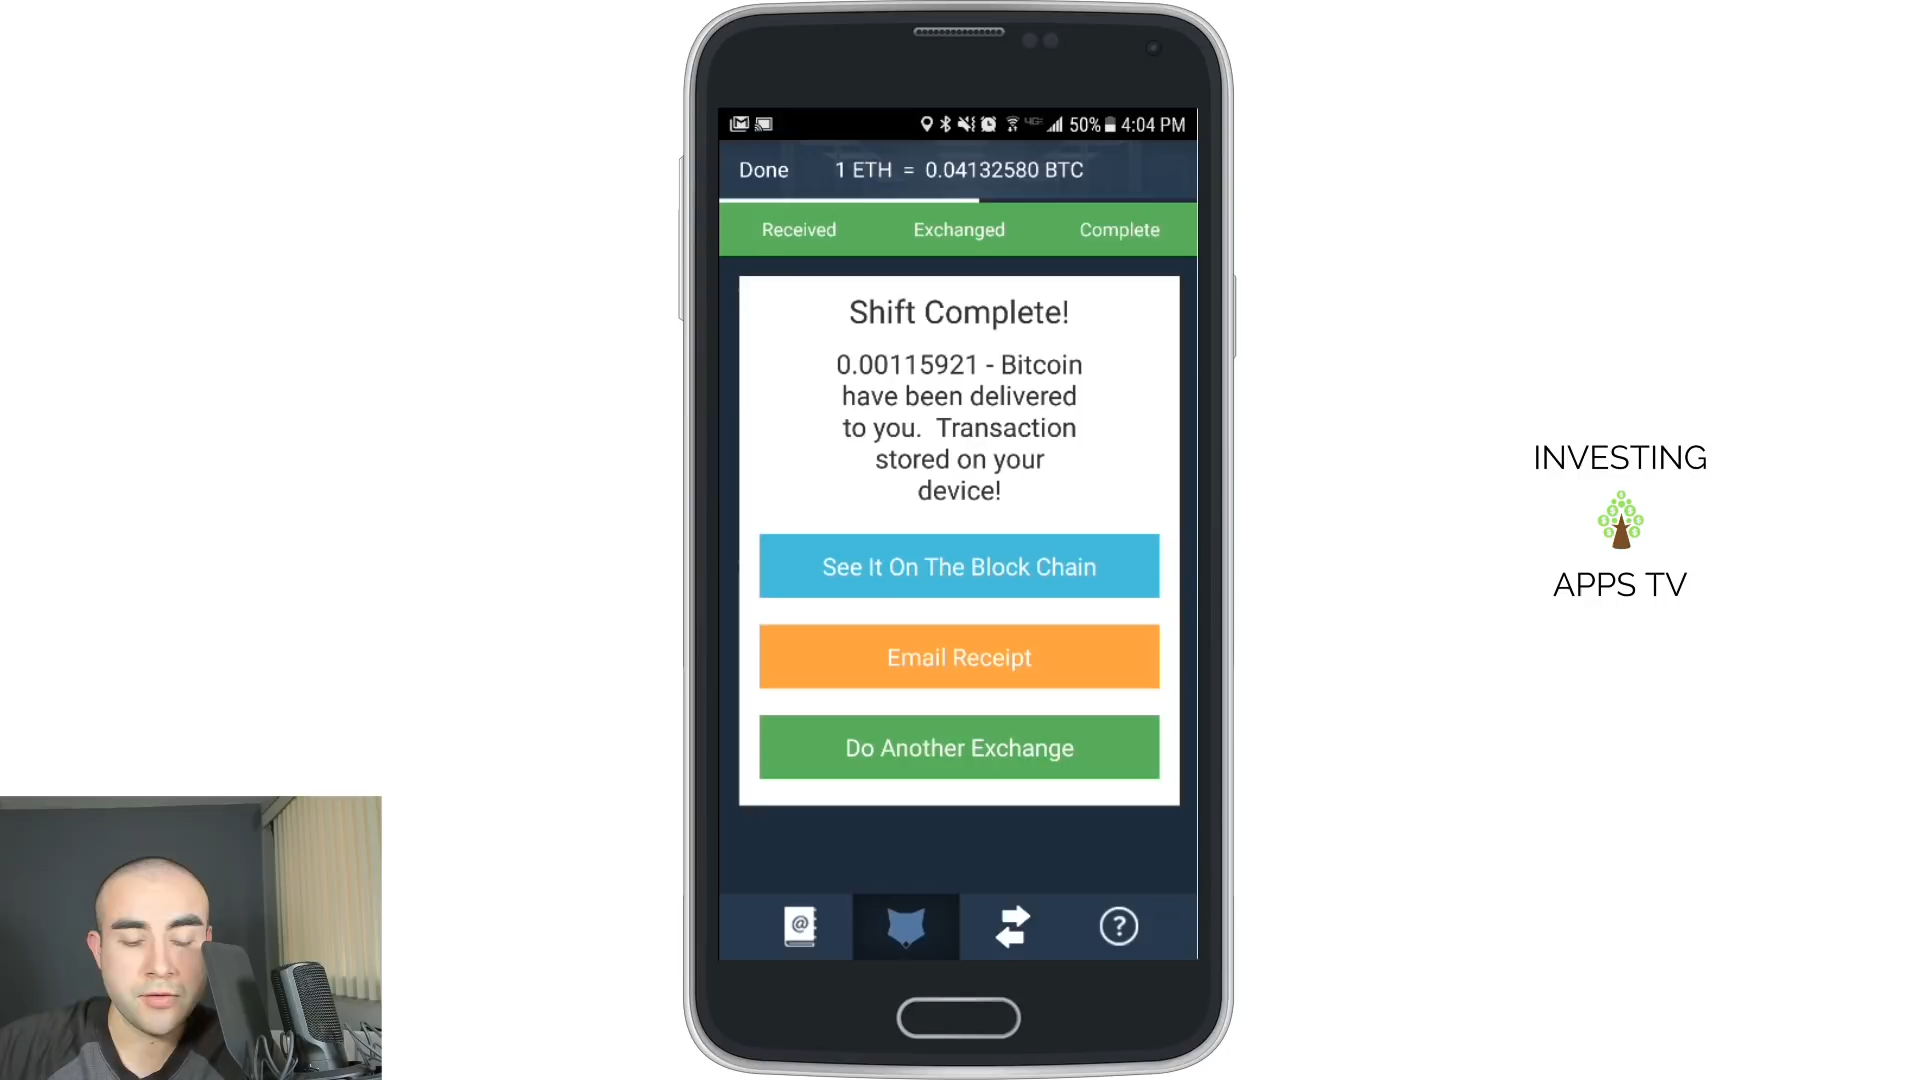 50% 4:04 PM
Done 1 ETH = 0.04132580 BTC
Received Exchanged Complete
Shift Complete!
0.00115921 - Bitcoin
have been delivered
to you. Transaction
stored on your
device!
See It On The Block Chain
Email Receipt
Do Another Exchange
INVESTING
APPS TV